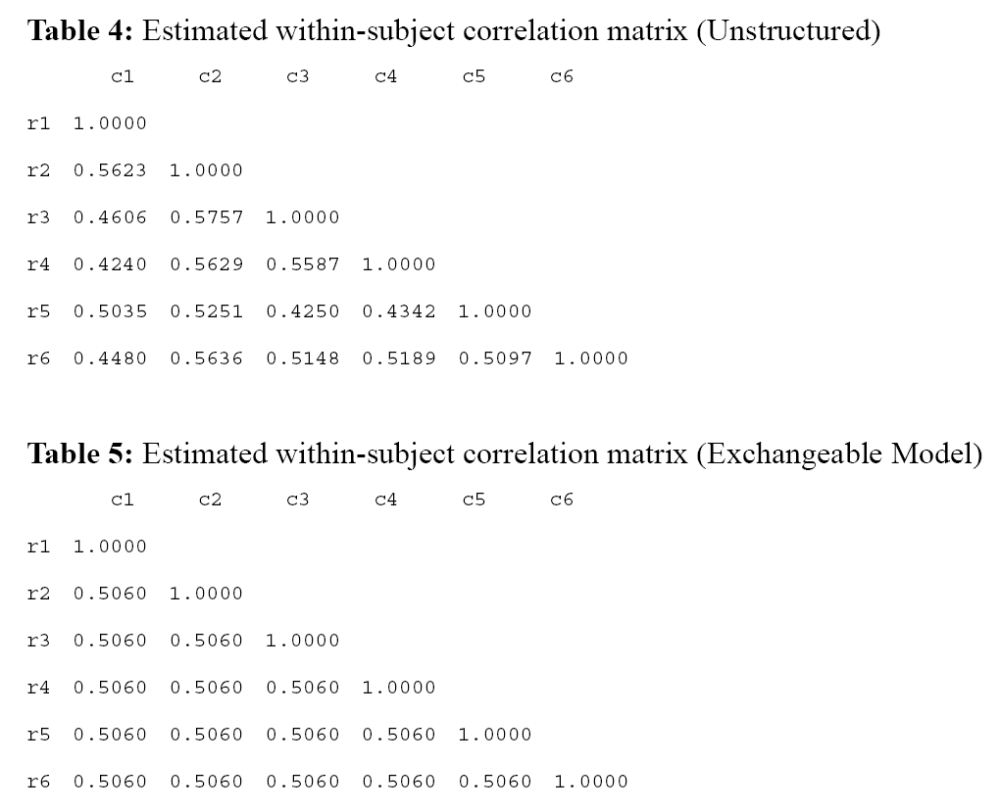 Table 4: Estimated within-subject correlation matrix (Unstructured)
c1 c2 c3 c4 c5 c6
r1 1.0000
r2 0.5623 1.0000
r3 0.4606 0.5757 1.0000
r4 0.4240 0.5629 0.5587 1.0000
r5 0.5035 0.5251 0.4250 0.4342 1.0000
r6 0.4480 0.5636 0.5148 0.5189 0.5097 1.0000
Table 5: Estimated within-subject correlation matrix (Exchangeable Model)
c1 c2 c3 c4 c5 c6
r1 1.0000
r2 0.5060 1.0000
r3 0.5060 0.5060 1.0000
r4 0.5060 0.5060 0.5060 1.0000
r5 0.5060 0.5060 0.5060 0.5060 1.0000
r6 0.5060 0.5060 0.5060 0.5060 0.5060 1.0000